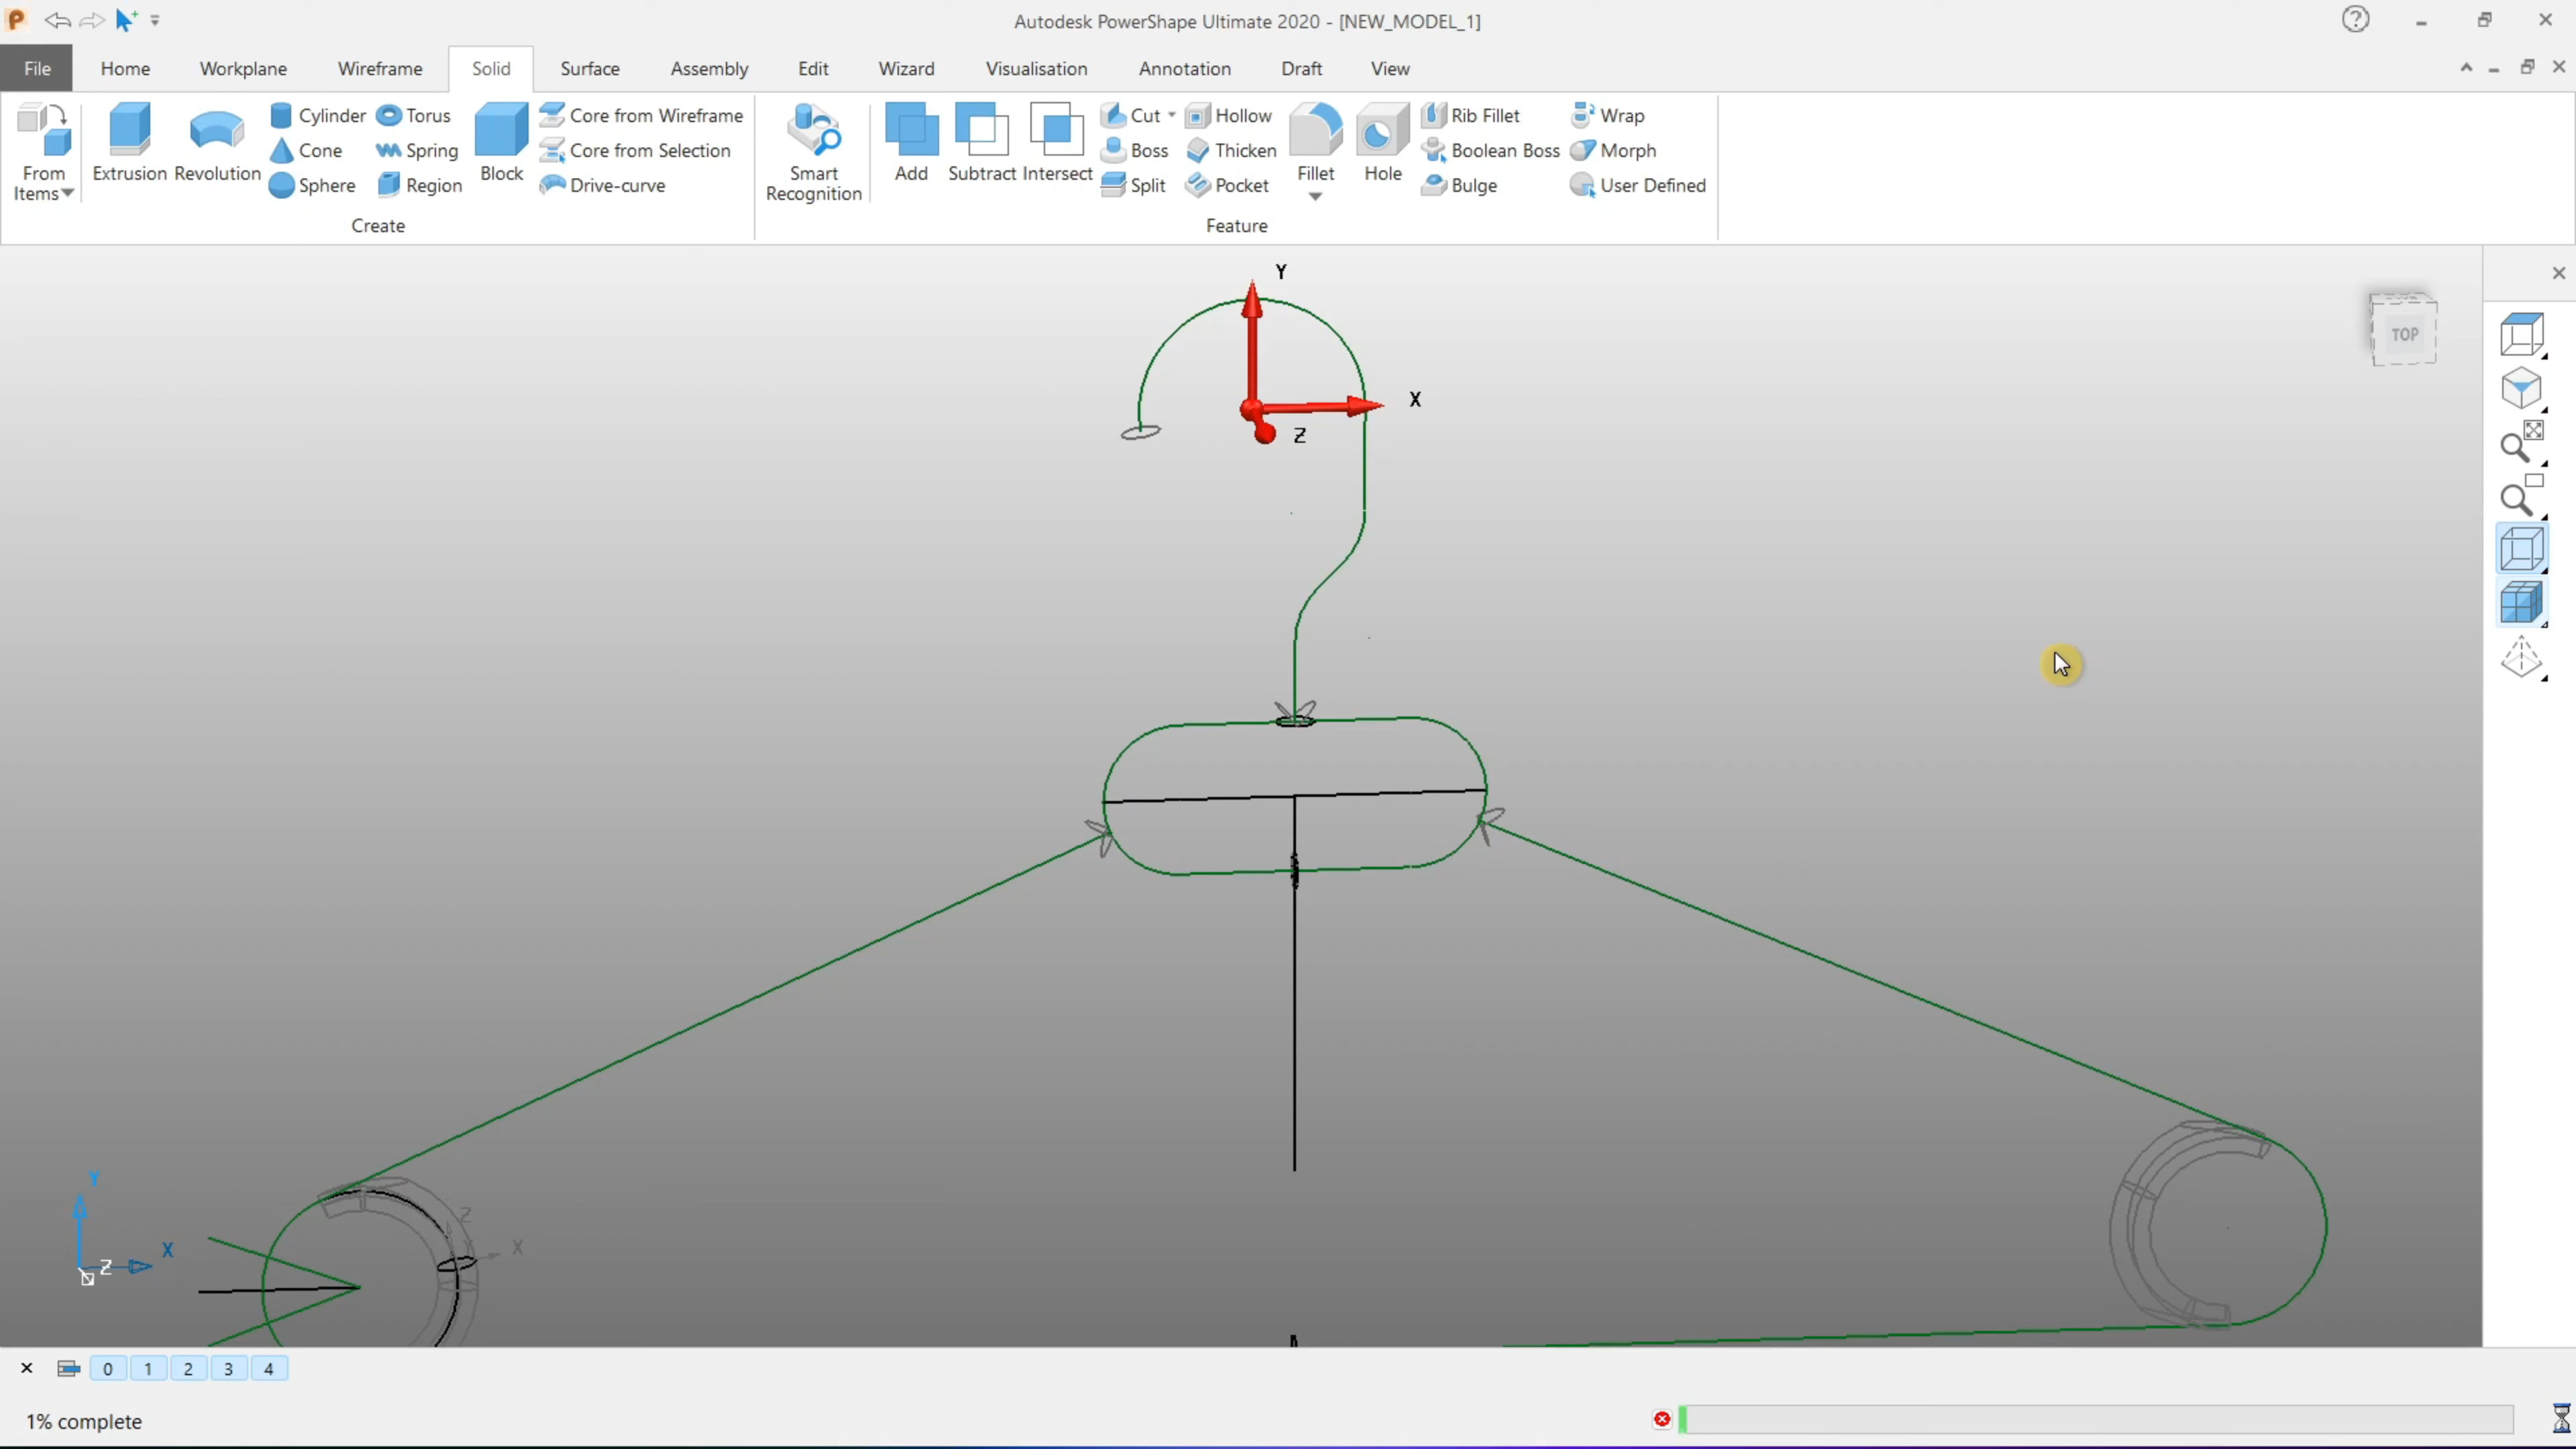 Autodesk PowerShape Ultimate 2020 - [NEW_MODEL_1]
File Home Workplane Wireframe Solid Surface Assembly Edit Wizard Visualisation Annotation Draft View
From Items
Extrusion
Revolution
Cylinder
Cone
Sphere
Torus
Spring
Region
Block
Core from Wireframe
Core from Selection
Drive-curve
Create
Smart Recognition
Add
Subtract
Intersect
Cut
Boss
Split
Hollow
Thicken
Pocket
Fillet
Hole
Rib Fillet
Boolean Boss
Bulge
Wrap
Morph
User Defined
Feature
Y
X
Z
TOP
Z
X
Y
X
Z
0 1 2 3 4
1% complete